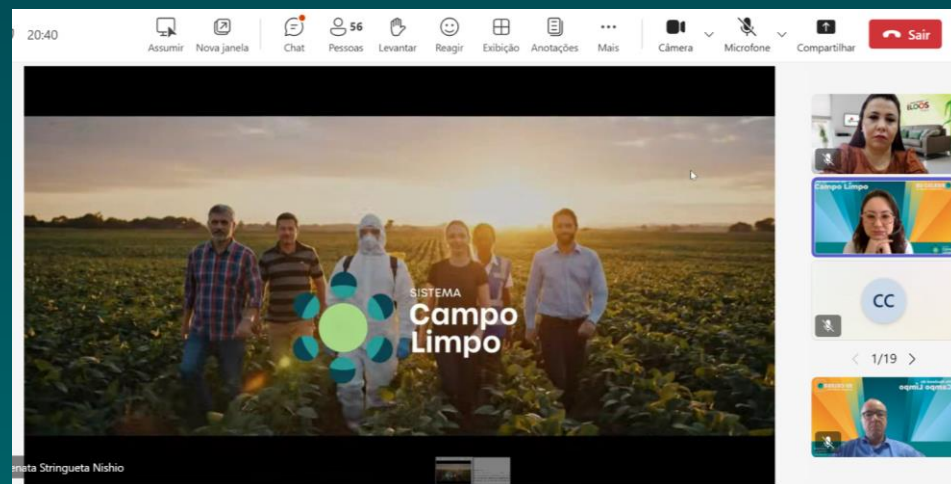 20:40
Assumir
Nova janela
Chat
56
Pessoas
Levantar
Reagir
Exibição
Anotações
Mais
Câmera
Microfone
Compartilhar
Sair
SISTEMA
Campo
Limpo
Campo Limpo
CC
1/19
enata Stringueta Nishio